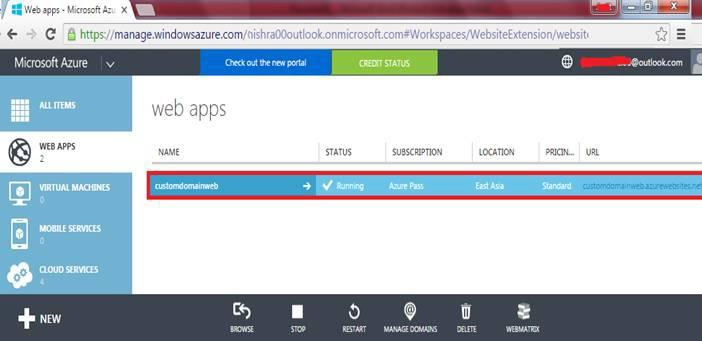 Web apps - Microsoft Azu
https://manage.windowsazure.com/nishra00outlook.onmicrosoft.com#Workspaces/WebsiteExtension/website
Microsoft Azure
Check out the new portal
CREDIT STATUS
@outlook.com
ALL ITEMS
WEB APPS
2
VIRTUAL MACHINES
0
MOBILE SERVICES
0
CLOUD SERVICES
4
web apps
NAME STATUS SUBSCRIPTION LOCATION PRICIN... URL
customdomainweb Running Azure Pass East Asia Standard customdomainweb.azurewebsites.ne
NEW
BROWSE STOP RESTART MANAGE DOMAINS DELETE WEBMATRIX